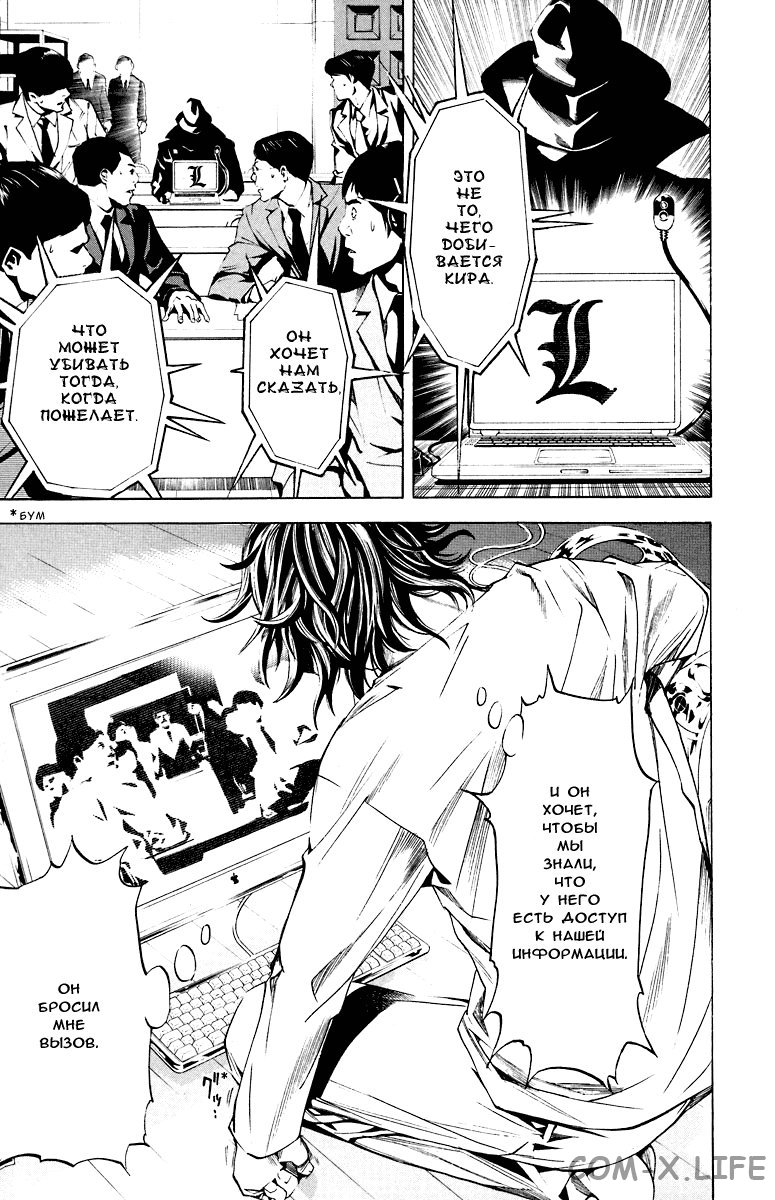 ЭТО
НЕ
ТО,
ЧЕГО
ДОБИ-
ВАЕТСЯ
КИРА.
L
L
ОН
ХОЧЕТ
НАМ
СКАЗАТЬ,
ЧТО
МОЖЕТ
УБИВАТЬ
ТОГДА,
КОГДА
ПОЖЕЛАЕТ.
*БУМ
И ОН
ХОЧЕТ,
ЧТОБЫ
МЫ
ЗНАЛИ,
ЧТО
У НЕГО
ЕСТЬ ДОСТУП
К НАШЕЙ
ИНФОРМАЦИИ.
ОН
БРОСИЛ
МНЕ
ВЫЗОВ.
COM-X.LIFE